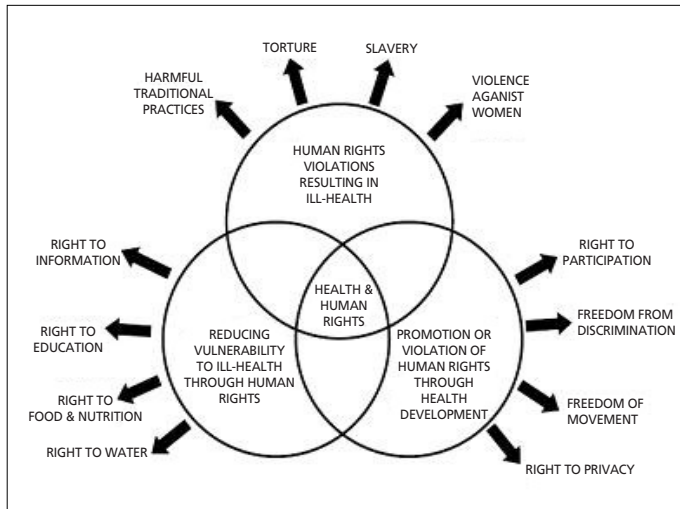 TORTURE
SLAVERY
HARMFUL
TRADITIONAL
PRACTICES
VIOLENCE
AGANIST
WOMEN
HUMAN RIGHTS
VIOLATIONS
RESULTING IN
ILL-HEALTH
RIGHT TO
INFORMATION
RIGHT TO
EDUCATION
RIGHT TO
FOOD & NUTRITION
RIGHT TO WATER
HEALTH &
HUMAN
RIGHTS
REDUCING
VULNERABILITY
TO ILL-HEALTH
THROUGH HUMAN
RIGHTS
PROMOTION OR
VIOLATION OF
HUMAN RIGHTS
THROUGH
HEALTH
DEVELOPMENT
RIGHT TO
PARTICIPATION
FREEDOM FROM
DISCRIMINATION
FREEDOM OF
MOVEMENT
RIGHT TO PRIVACY